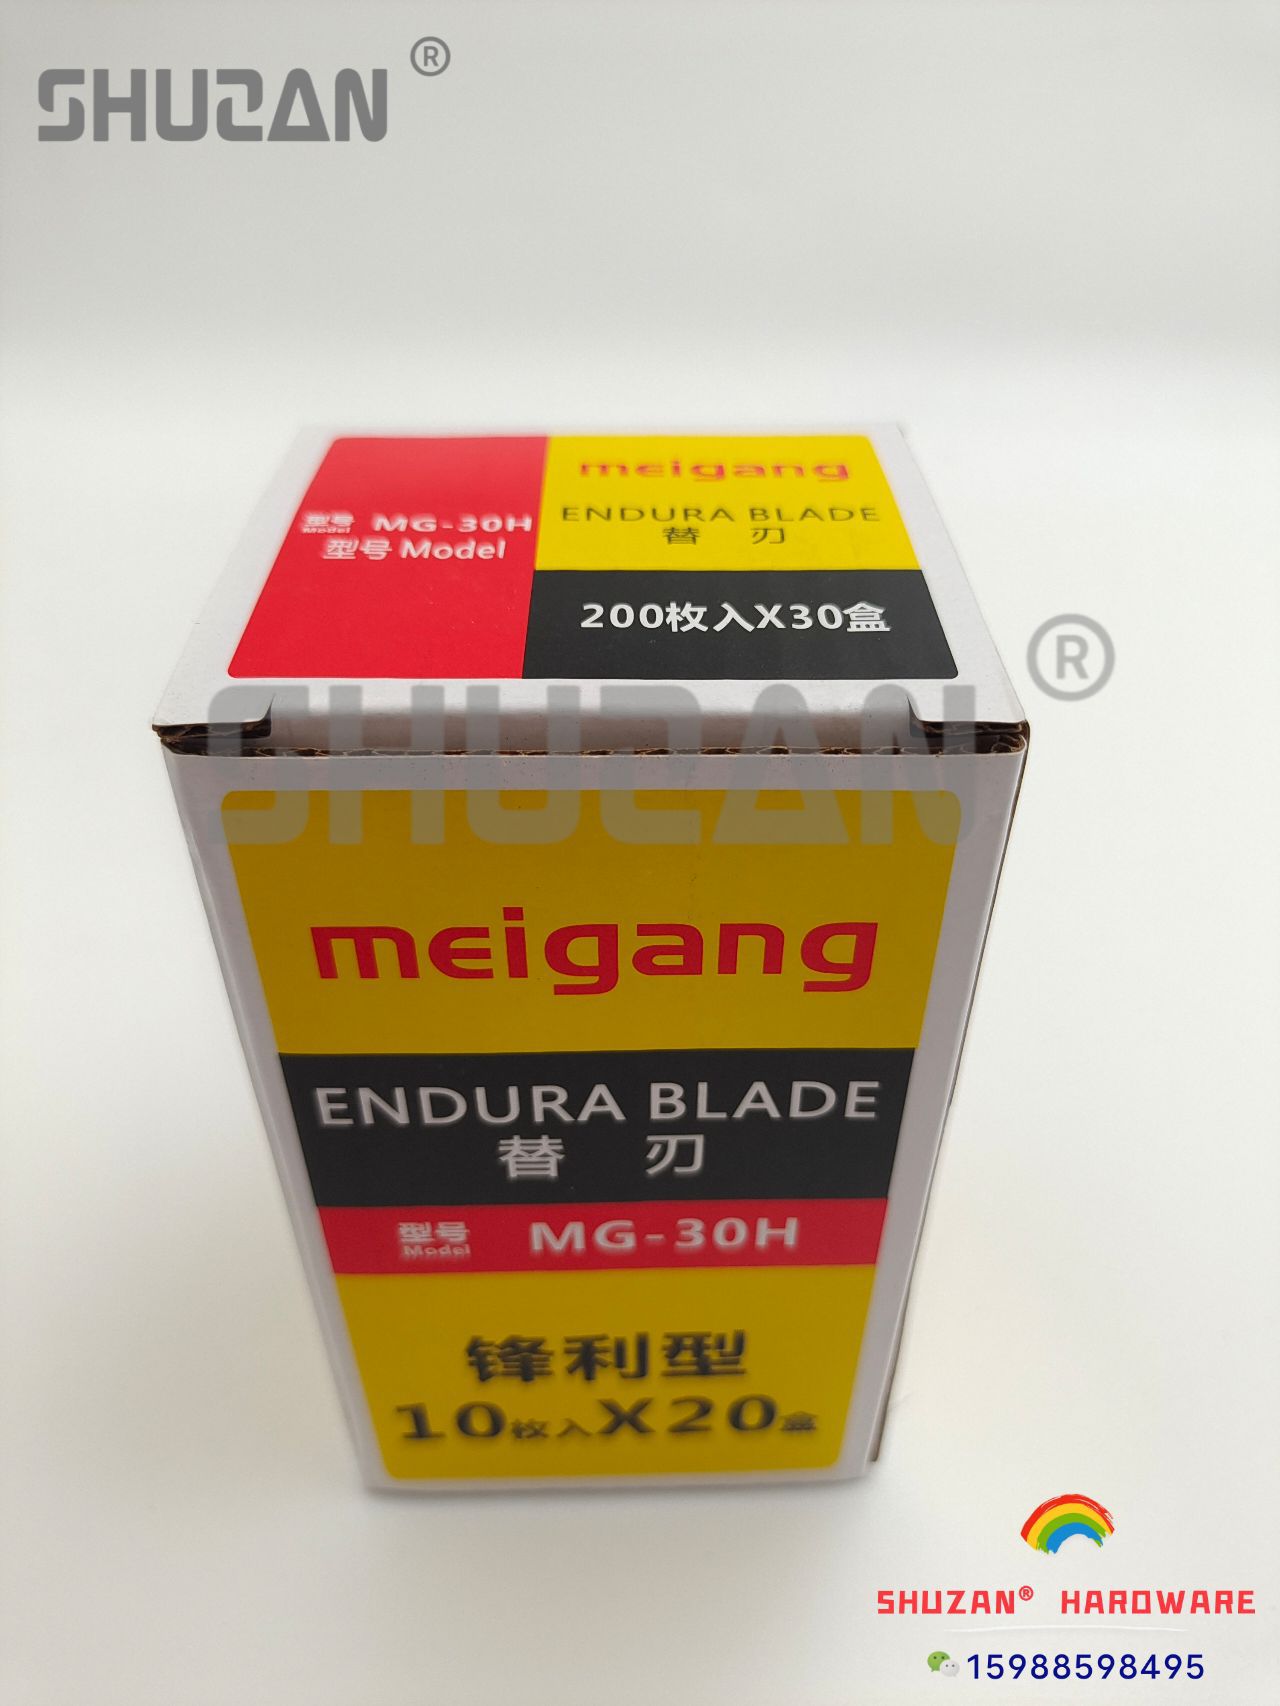 SHUZAN®
meigang
ENDURA BLADE
替 刃
型号 Model MG-30H
型号 Model
200枚入X30盒
SHUZAN®
meigang
ENDURA BLADE
替 刃
型号 Model MG-30H
锋利型
10枚入X20盒
SHUZAN® HARDWARE
15988598495